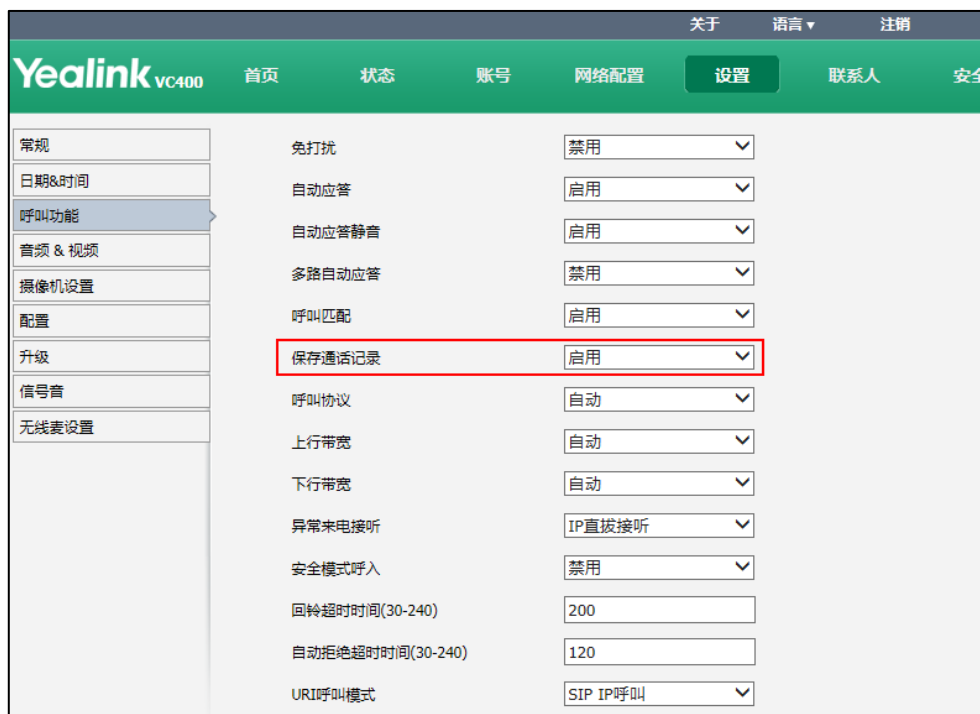 关于 语言 注销
Yealink VC400 首页 状态 账号 网络配置 设置 联系人 安全
常规
日期&时间
呼叫功能
音频 & 视频
摄像机设置
配置
升级
信号音
无线麦设置
免打扰 禁用
自动应答 启用
自动应答静音 启用
多路自动应答 禁用
呼叫匹配 启用
保存通话记录 启用
呼叫协议 自动
上行带宽 自动
下行带宽 自动
异常来电接听 IP直拔接听
安全模式呼入 禁用
回铃超时时间(30-240) 200
自动拒绝超时时间(30-240) 120
URI呼叫模式 SIP IP呼叫